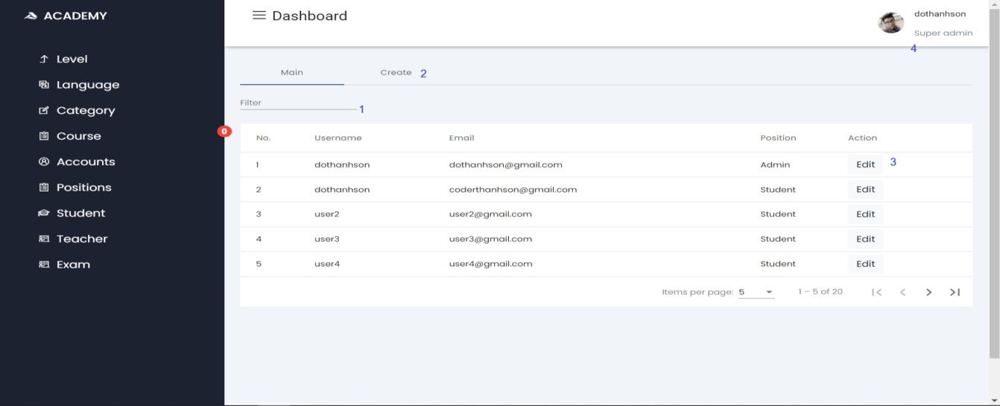 ACADEMY
Level
Language
Category
Course
Accounts
Positions
Student
Teacher
Exam
0
Dashboard
dothanhson
Super admin
4
Main Create 2
Filter
1
No. Username Email Position Action
1 dothanhson dothanhson@gmail.com Admin Edit 3
2 dothanhson coderthanhson@gmail.com Student Edit
3 user2 user2@gmail.com Student Edit
4 user3 user3@gmail.com Student Edit
5 user4 user4@gmail.com Student Edit
Items per page: 5 1 – 5 of 20